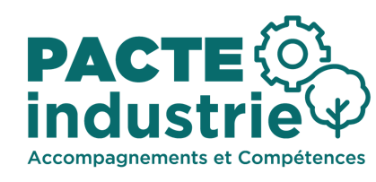 PACTE
industrie
Accompagnements et Compétences